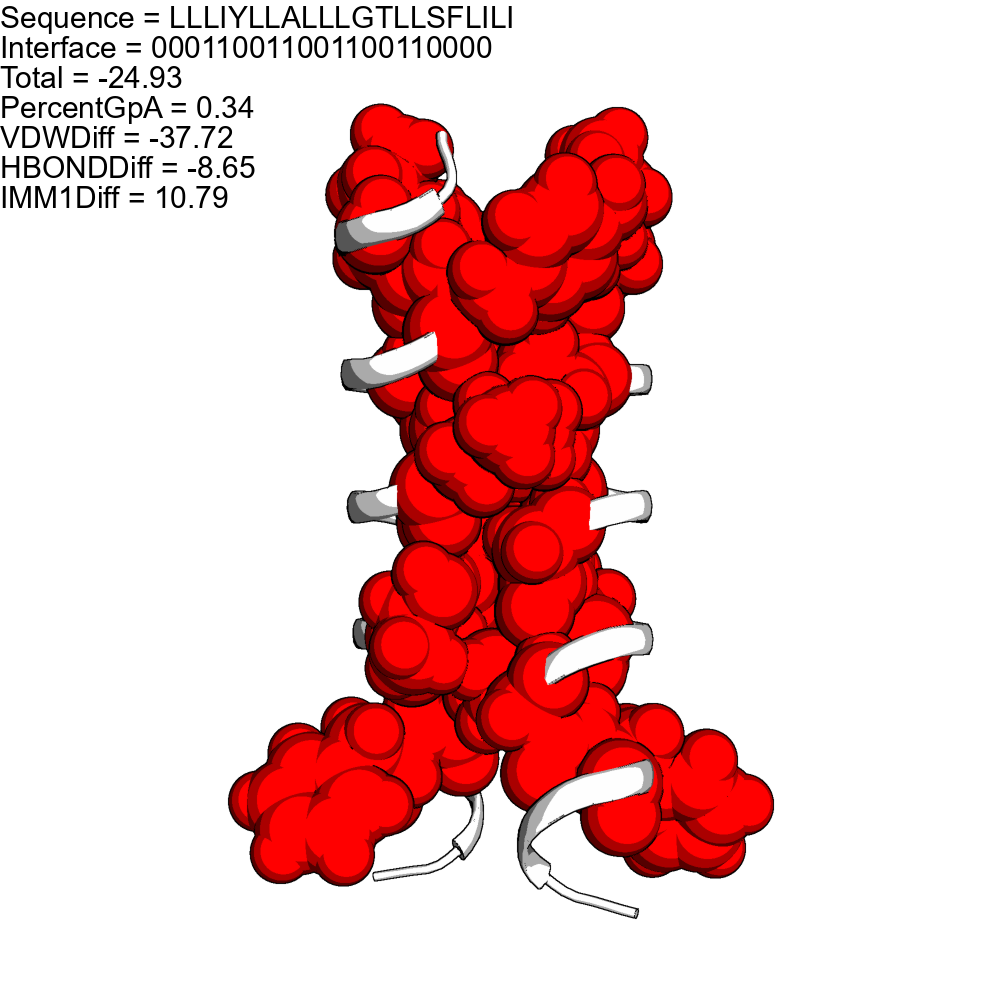 Sequence = LLLIYLLALLLGTLLSFLILI
Interface = 000110011001100110000
Total = -24.93
PercentGpA = 0.34
VDWDiff = -37.72
HBONDDiff = -8.65
IMM1Diff = 10.79